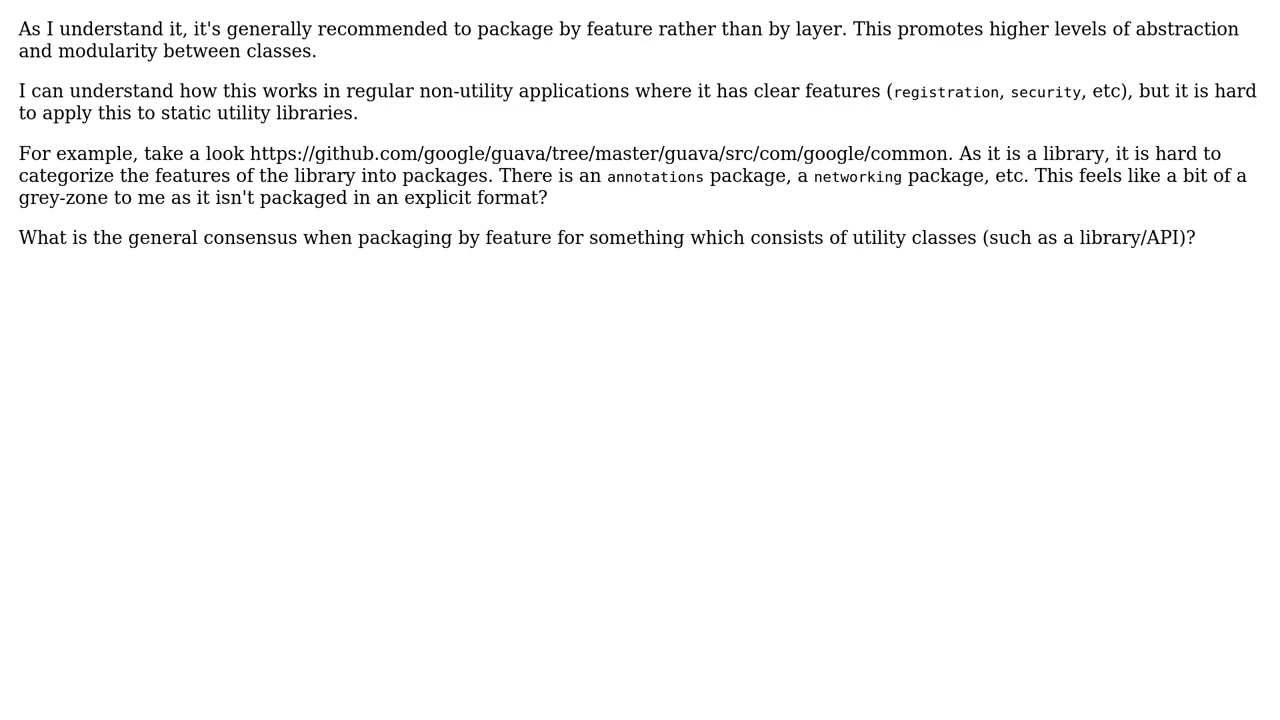 As I understand it, it's generally recommended to package by feature rather than by layer. This promotes higher levels of abstraction
and modularity between classes.
I can understand how this works in regular non-utility applications where it has clear features (registration, security, etc), but it is hard
to apply this to static utility libraries.
For example, take a look https://github.com/google/guava/tree/master/guava/src/com/google/common. As it is a library, it is hard to
categorize the features of the library into packages. There is an annotations package, a networking package, etc. This feels like a bit of a
grey-zone to me as it isn't packaged in an explicit format?
What is the general consensus when packaging by feature for something which consists of utility classes (such as a library/API)?